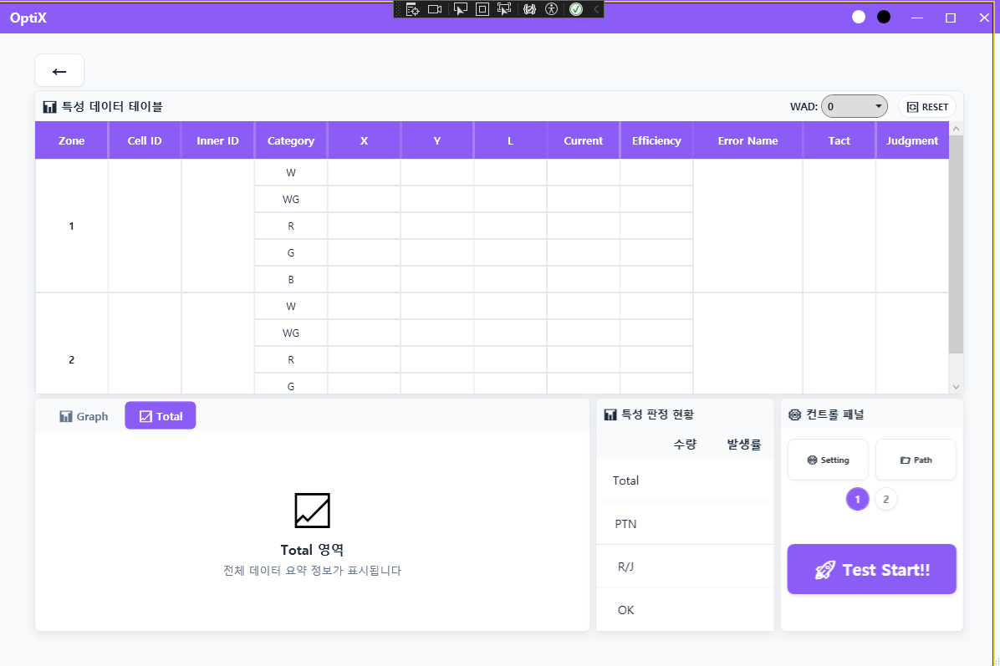 OptiX
←
특성 데이터 테이블
WAD: 0
RESET
Zone Cell ID Inner ID Category X Y L Current Efficiency Error Name Tact Judgment
W
WG
1 R
G
B
W
WG
2 R
G
Graph Total
Total 영역
전체 데이터 요약 정보가 표시됩니다
특성 판정 현황
수량 발생률
Total
PTN
R/J
OK
컨트롤 패널
Setting Path
1 2
Test Start!!